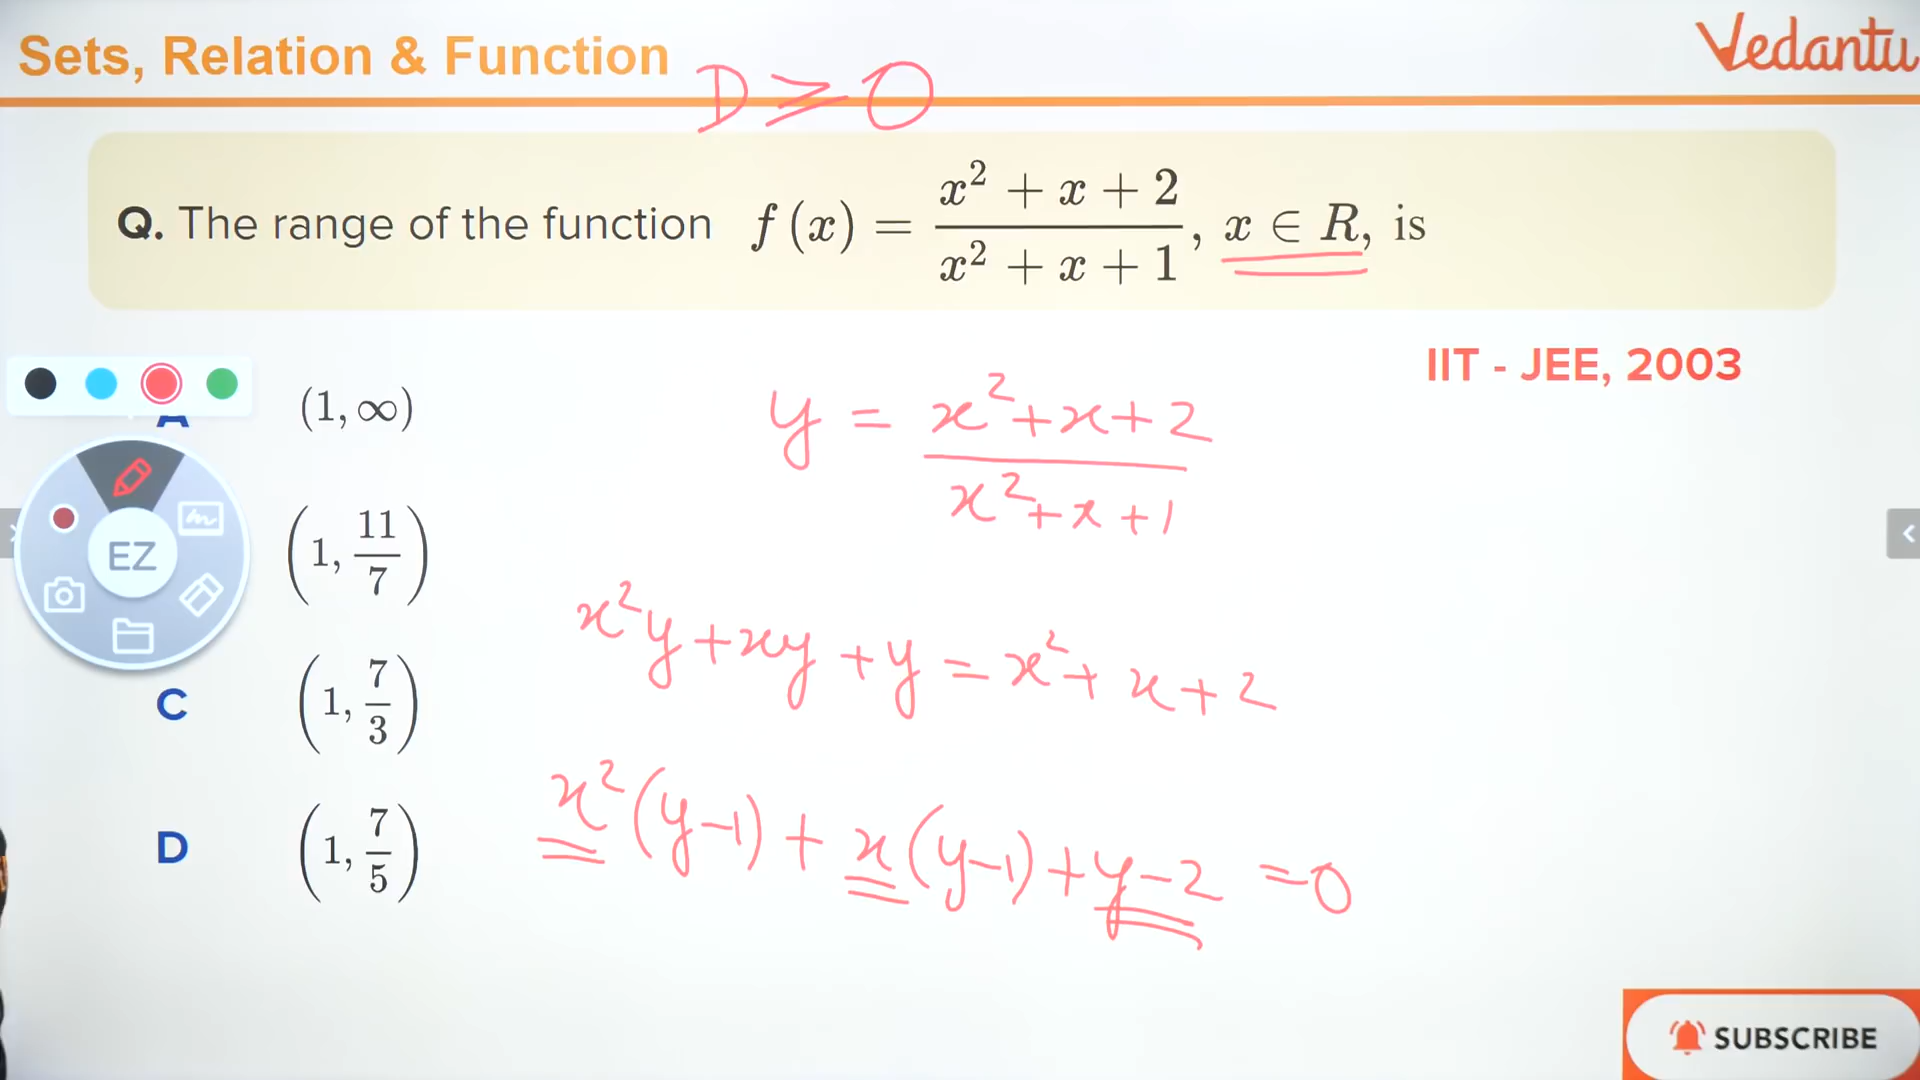 Sets, Relation & Function
Vedantu
D ≥ 0
Q. The range of the function f(x) = (x² + x + 2)/(x² + x + 1), x ∈ R, is
IIT - JEE, 2003
A (1, ∞)
(1, 11/7)
C (1, 7/3)
D (1, 7/5)
EZ
y = (x²+x+2)/(x²+x+1)
x²y+xy+y=x²+x+2
x²(y-1)+x(y-1)+y-2=0
SUBSCRIBE